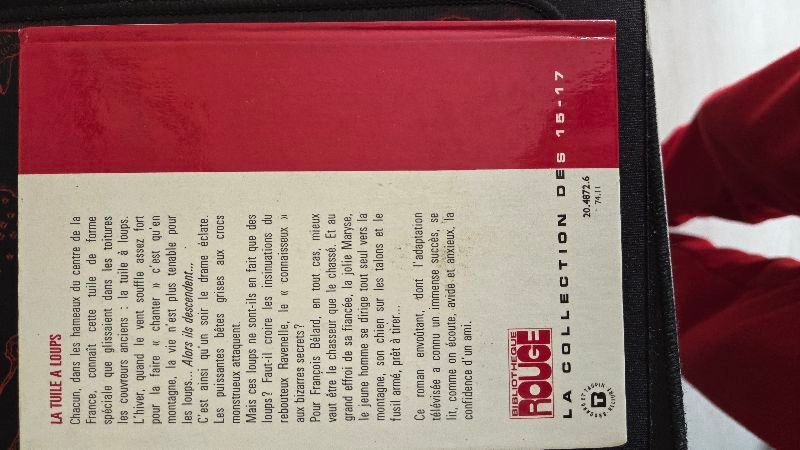 LA TUILE A LOUPS
Chacun, dans les hameaux du centre de la
France, connaît cette tuile de forme
spéciale que glissaient dans les toitures
les couvreurs anciens : la tuile à loups.
L'hiver, quand le vent souffle assez fort
pour la faire « chanter » c'est qu'en
montagne, la vie n'est plus tenable pour
les loups... Alors ils descendent...
C'est ainsi qu'un soir le drame éclate.
Les puissantes bêtes grises aux crocs
monstrueux attaquent.
Mais ces loups ne sont-ils en fait que des
loups? Faut-il croire les insinuations du
rebouteux Ravenelle, le « connaisseux »
aux bizarres secrets?
Pour François Bélard, en tout cas, mieux
vaut être le chasseur que le chassé. Et au
grand effroi de sa fiancée, la jolie Maryse,
le jeune homme se dirige tout seul vers la
montagne, son chien sur les talons et le
fusil armé, prêt à tirer...
Ce roman envoûtant, dont l'adaptation
télévisée a connu un immense succès, se
lit, comme on écoute, avide et anxieux, la
confidence d'un ami.
BIBLIOTHEQUE
ROUGE
LA COLLECTION DES 15-17
20.4872.6
74.11